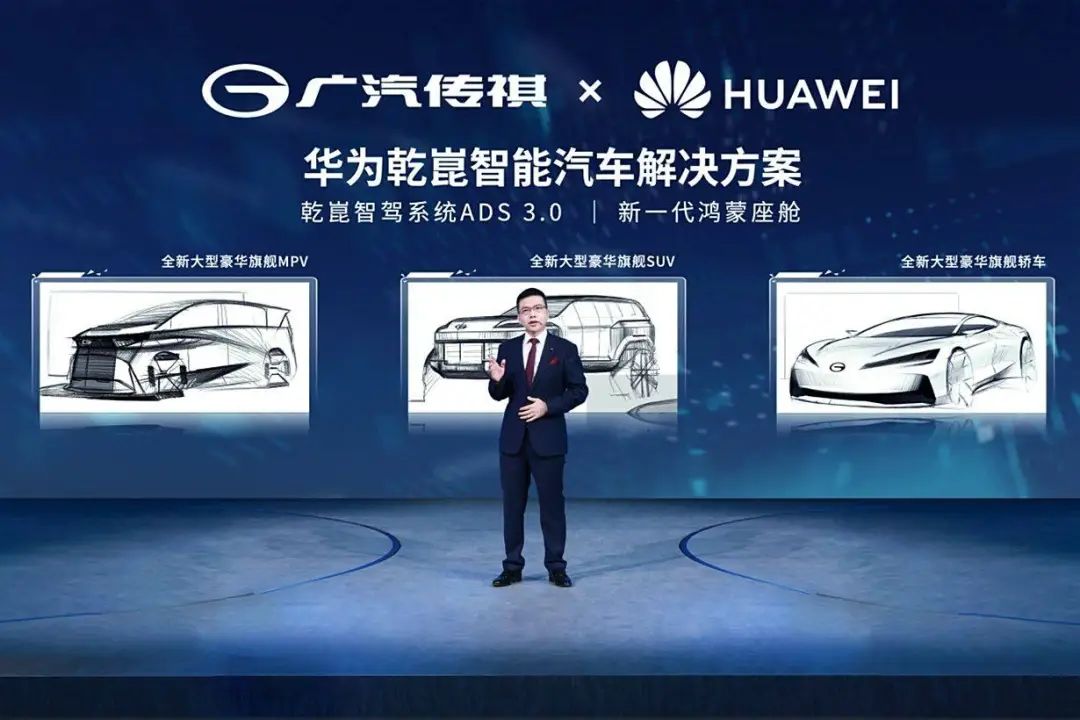 广汽传祺 × HUAWEI
华为乾崑智能汽车解决方案
乾崑智驾系统ADS 3.0 | 新一代鸿蒙座舱
全新大型豪华旗舰MPV
全新大型豪华旗舰SUV
全新大型豪华旗舰轿车